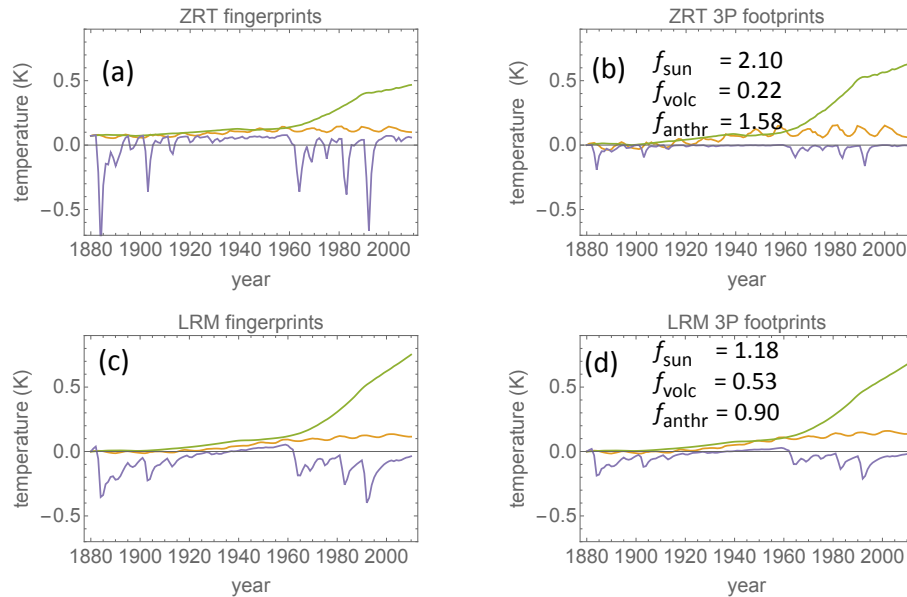 ZRT fingerprints
(a)
temperature (K)
0.5
0.0
−0.5
1880 1900 1920 1940 1960 1980 2000
year
ZRT 3P footprints
(b)
f_sun = 2.10
f_volc = 0.22
f_anthr = 1.58
temperature (K)
0.5
0.0
−0.5
1880 1900 1920 1940 1960 1980 2000
year
LRM fingerprints
(c)
temperature (K)
0.5
0.0
−0.5
1880 1900 1920 1940 1960 1980 2000
year
LRM 3P footprints
(d)
f_sun = 1.18
f_volc = 0.53
f_anthr = 0.90
temperature (K)
0.5
0.0
−0.5
1880 1900 1920 1940 1960 1980 2000
year